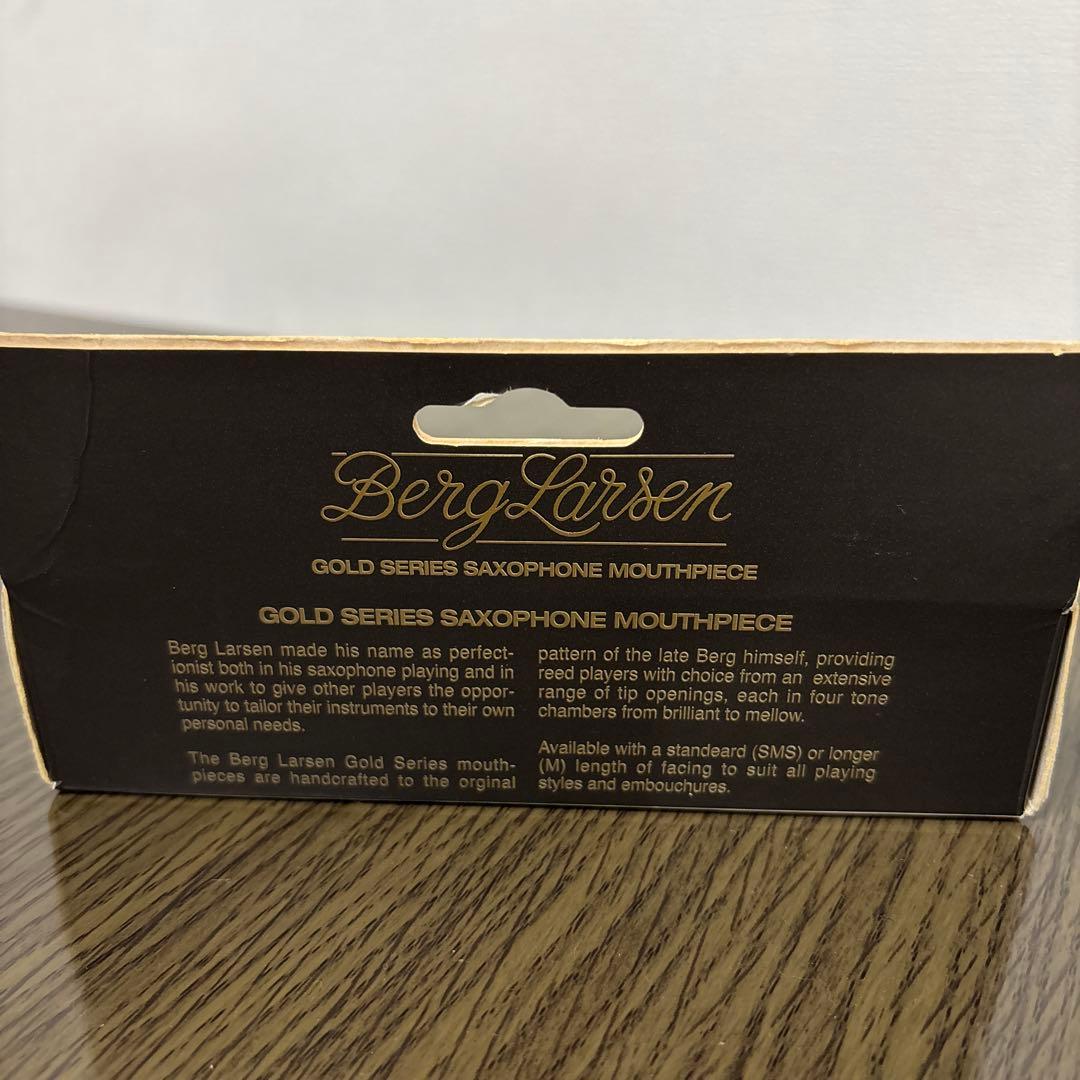 Berg Larsen
GOLD SERIES SAXOPHONE MOUTHPIECE
GOLD SERIES SAXOPHONE MOUTHPIECE
Berg Larsen made his name as perfect-
ionist both in his saxophone playing and in
his work to give other players the oppor-
tunity to tailor their instruments to their own
personal needs.
The Berg Larsen Gold Series mouth-
pieces are handcrafted to the orginal
pattern of the late Berg himself, providing
reed players with choice from an extensive
range of tip openings, each in four tone
chambers from brilliant to mellow.
Available with a standeard (SMS) or longer
(M) length of facing to suit all playing
styles and embouchures.